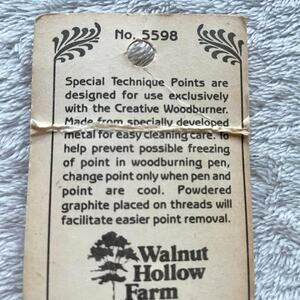 No. 5598
Special Technique Points are
designed for use exclusively
with the Creative Woodburner.
Made from specially developed
metal for easy cleaning care. To
help prevent possible freezing
of point in woodburning pen,
change point only when pen and
point are cool. Powdered
graphite placed on threads will
facilitate easier point removal.
Walnut
Hollow
Farm